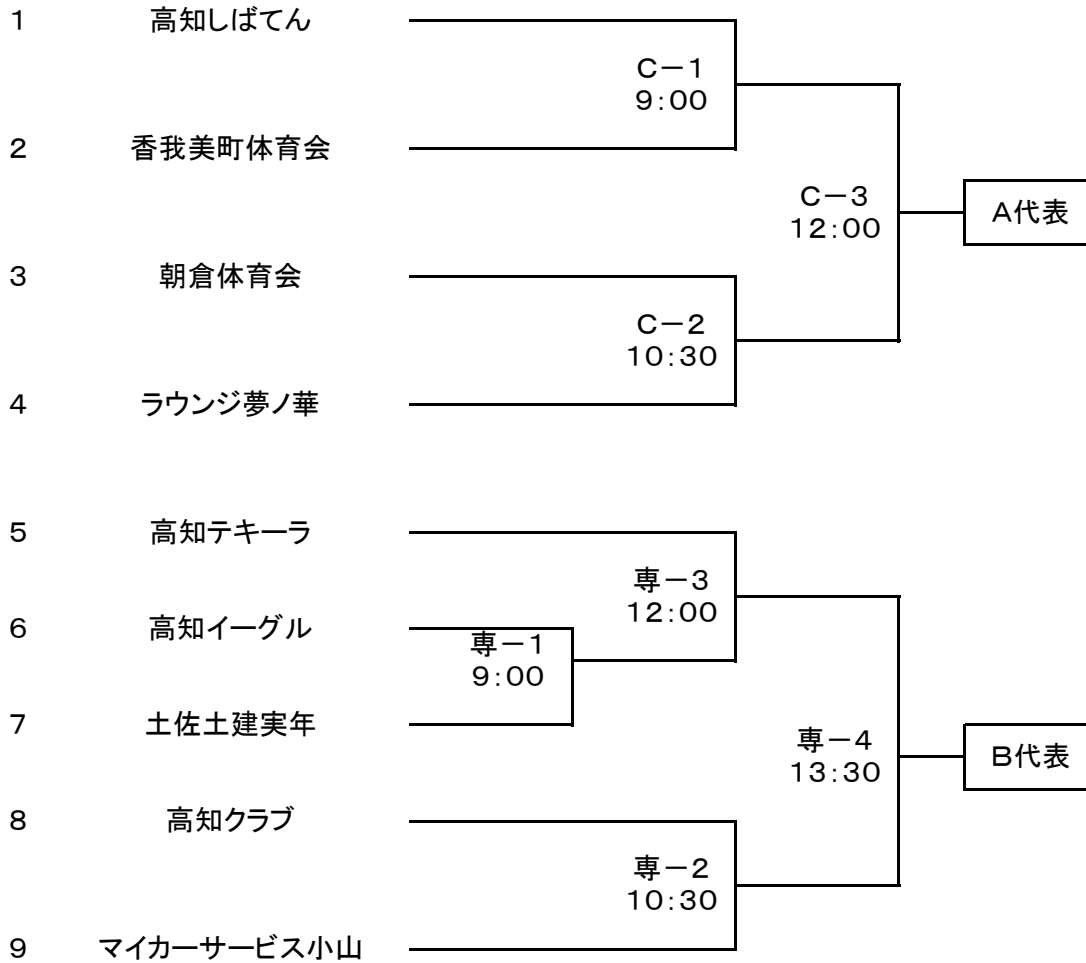 １ 高知しばてん
Ｃ－１
９：００
２ 香我美町体育会
Ｃ－３
１２：００
Ａ代表
３ 朝倉体育会
Ｃ－２
１０：３０
４ ラウンジ夢ノ華
５ 高知テキーラ
専－３
１２：００
６ 高知イーグル
専－１
９：００
７ 土佐土建実年
専－４
１３：３０
Ｂ代表
８ 高知クラブ
専－２
１０：３０
９ マイカーサービス小山